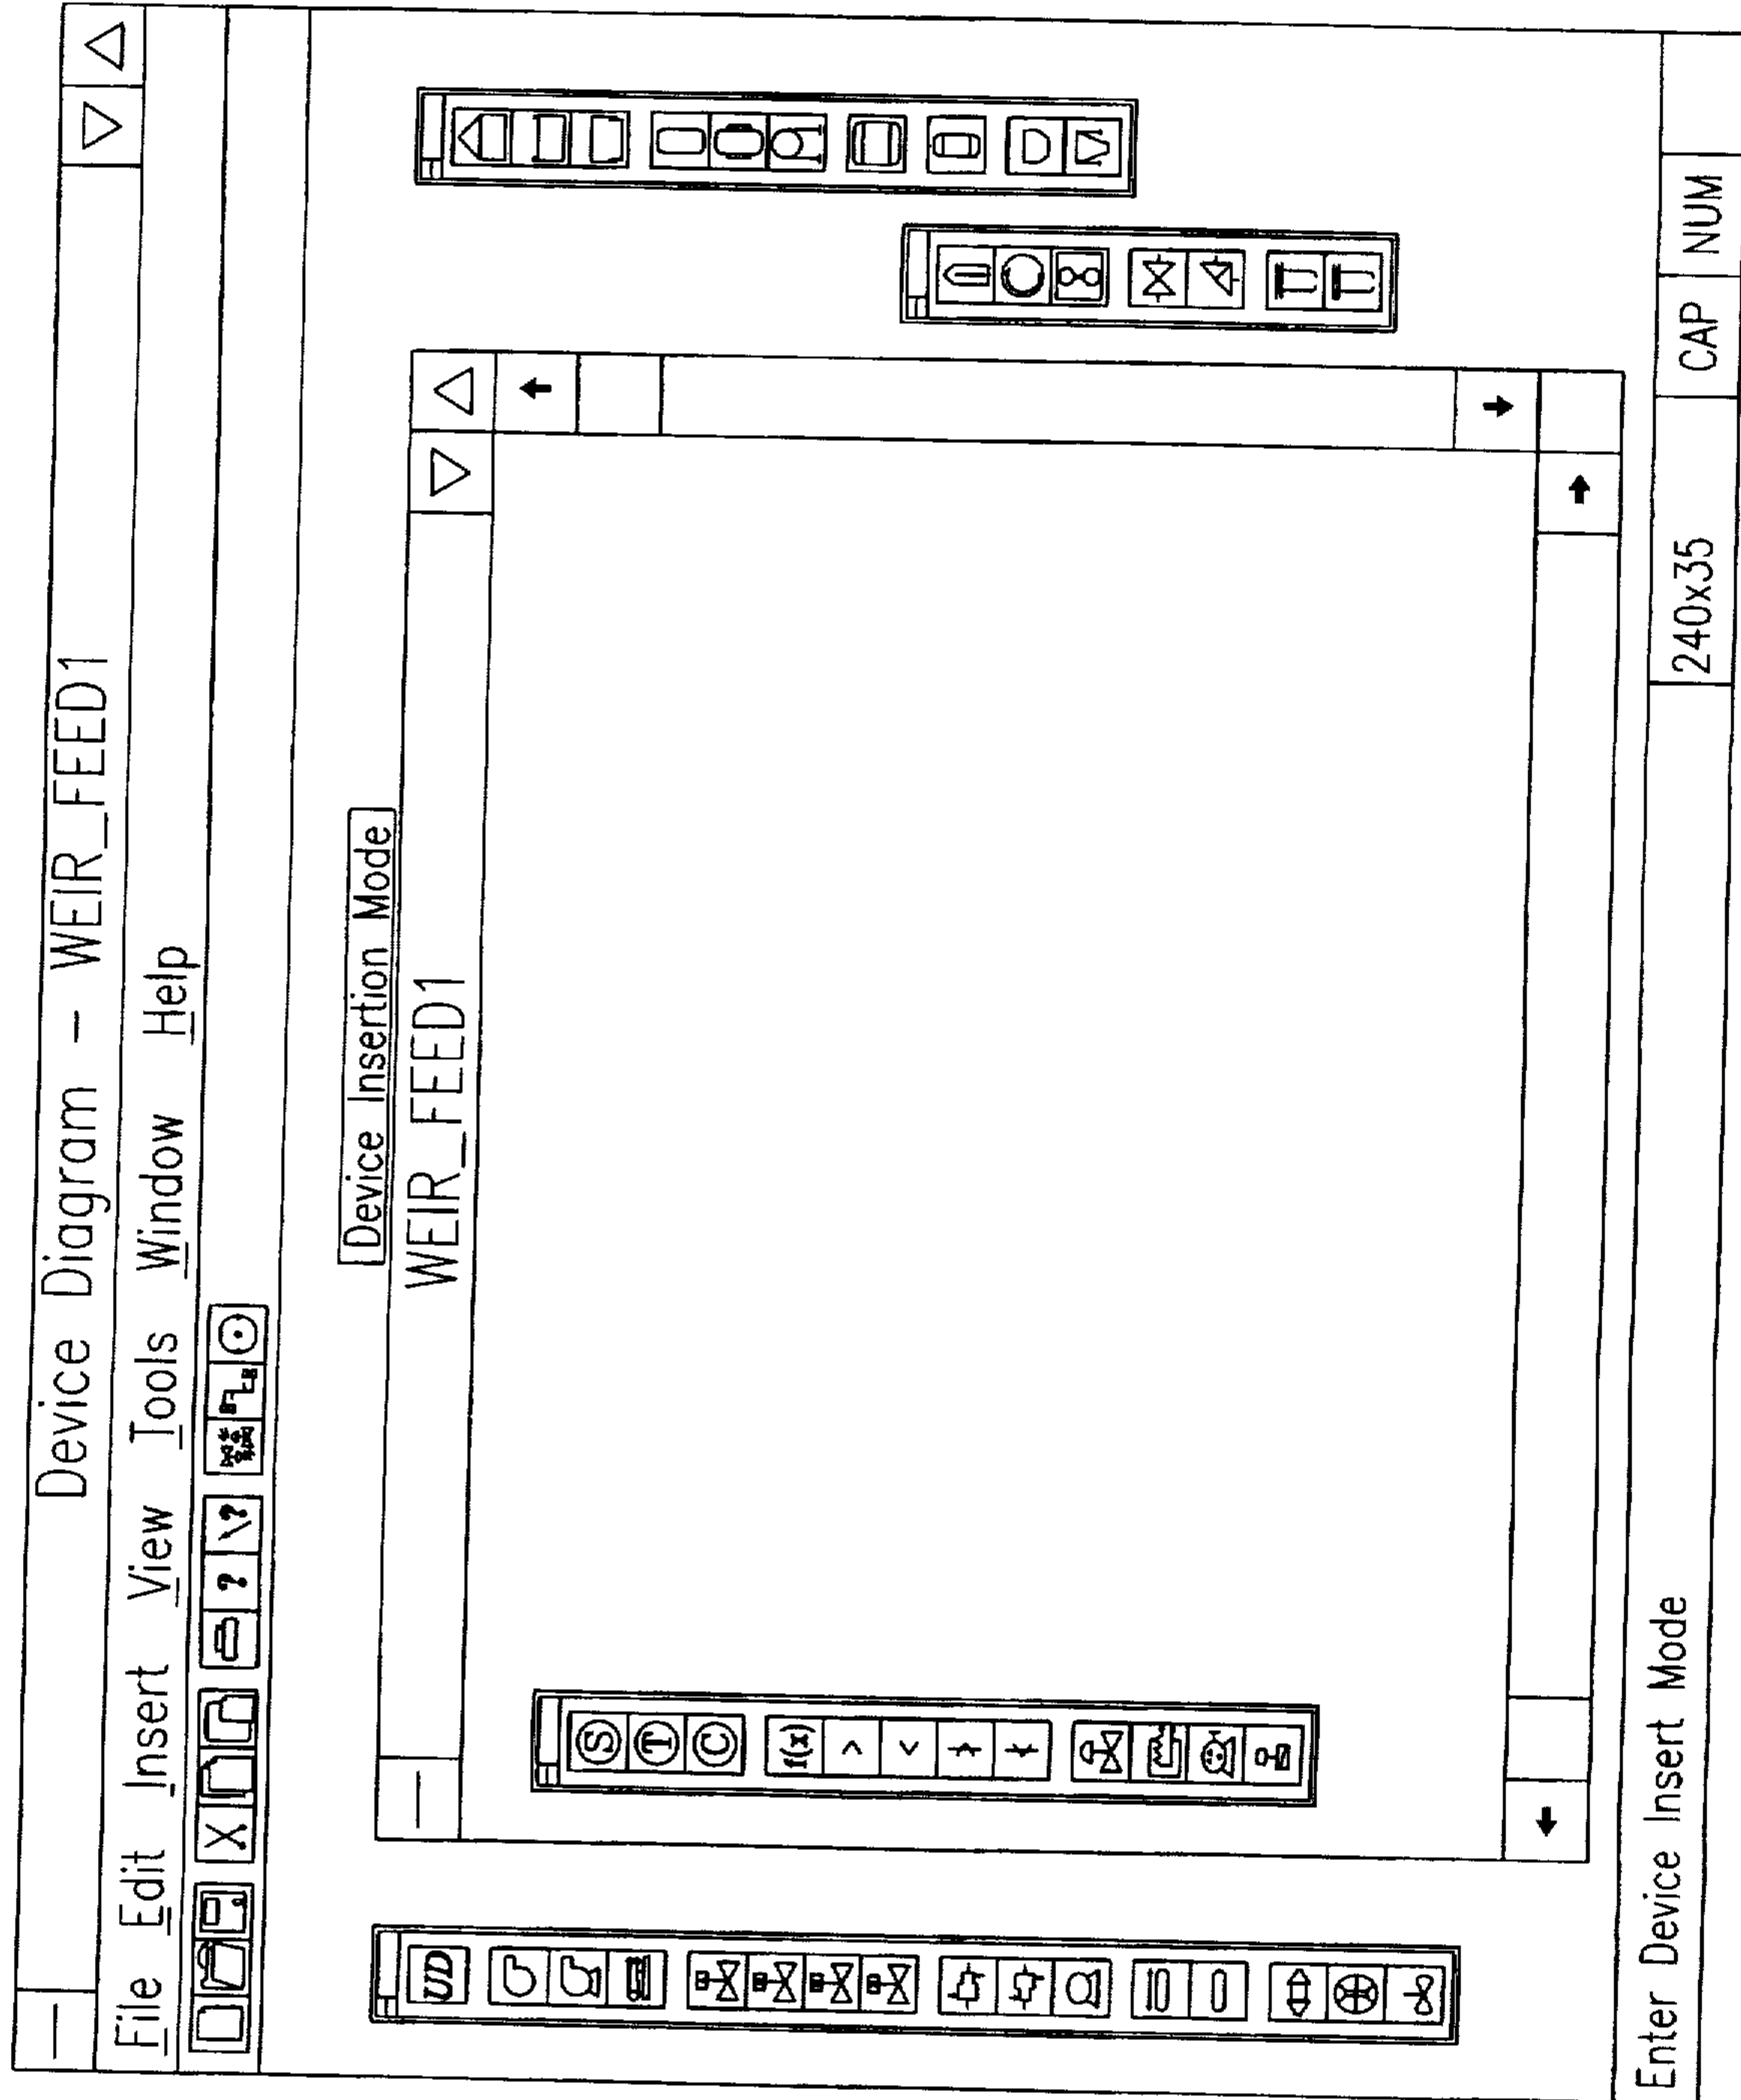 Device Diagram - WEIR_FEED1
File Edit Insert View Tools Window Help
? \?
Device Insertion Mode
WEIR_FEED1
UD
S
T
C
f(x)
>
<
Enter Device Insert Mode 240x35 CAP NUM